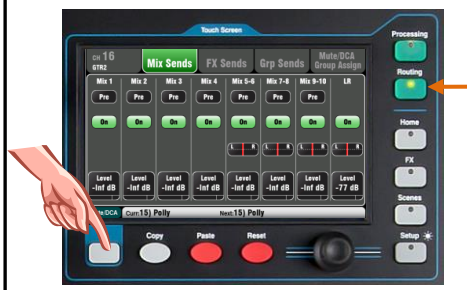 Touch Screen
Processing
CH 16
GTR2
Mix Sends
FX Sends
Grp Sends
Mute/DCA Group Assign
Routing
Mix 1 Mix 2 Mix 3 Mix 4 Mix 5-6 Mix 7-8 Mix 9-10 LR
Pre Pre Pre Pre Pre Pre Pre
On On On On On On On On
Home
L R L R L R L R
FX
Level Level Level Level Level Level Level Level
-Inf dB -Inf dB -Inf dB -Inf dB -Inf dB -Inf dB -Inf dB -77 dB
Scenes
/DCA Curr:15) Polly Next:15) Polly
Copy Paste Reset
Setup